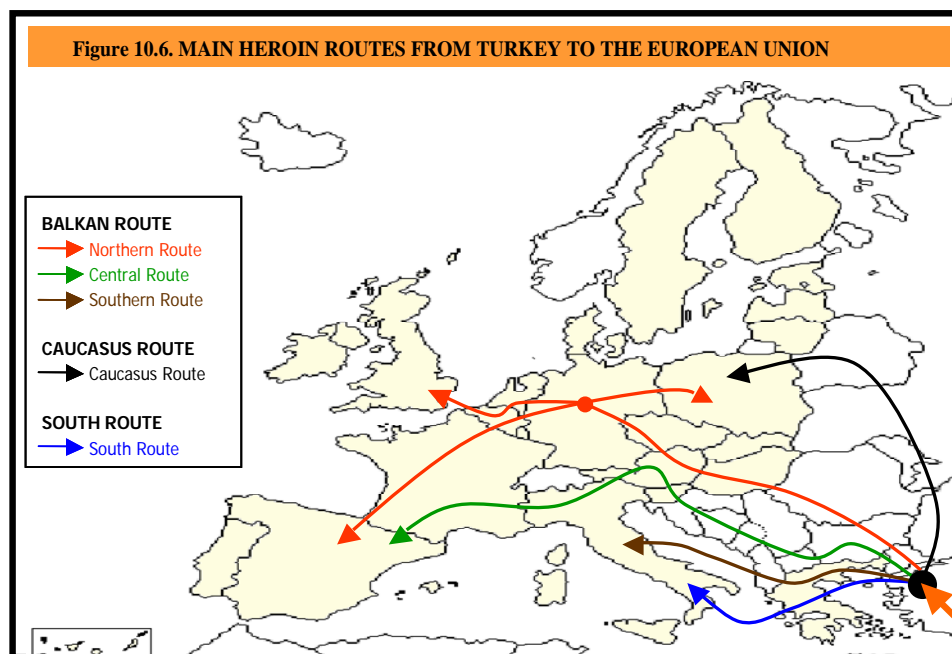 Figure 10.6. MAIN HEROIN ROUTES FROM TURKEY TO THE EUROPEAN UNION
BALKAN ROUTE
Northern Route
Central Route
Southern Route
CAUCASUS ROUTE
Caucasus Route
SOUTH ROUTE
South Route